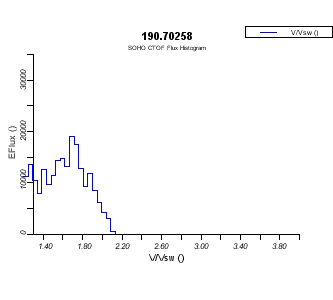 190.70258
SOHO CTOF Flux Histogram
V/Vsw ()
EFlux ()
30000
20000
10000
0
1.40 1.80 2.20 2.60 3.00 3.40 3.80
V/Vsw ()